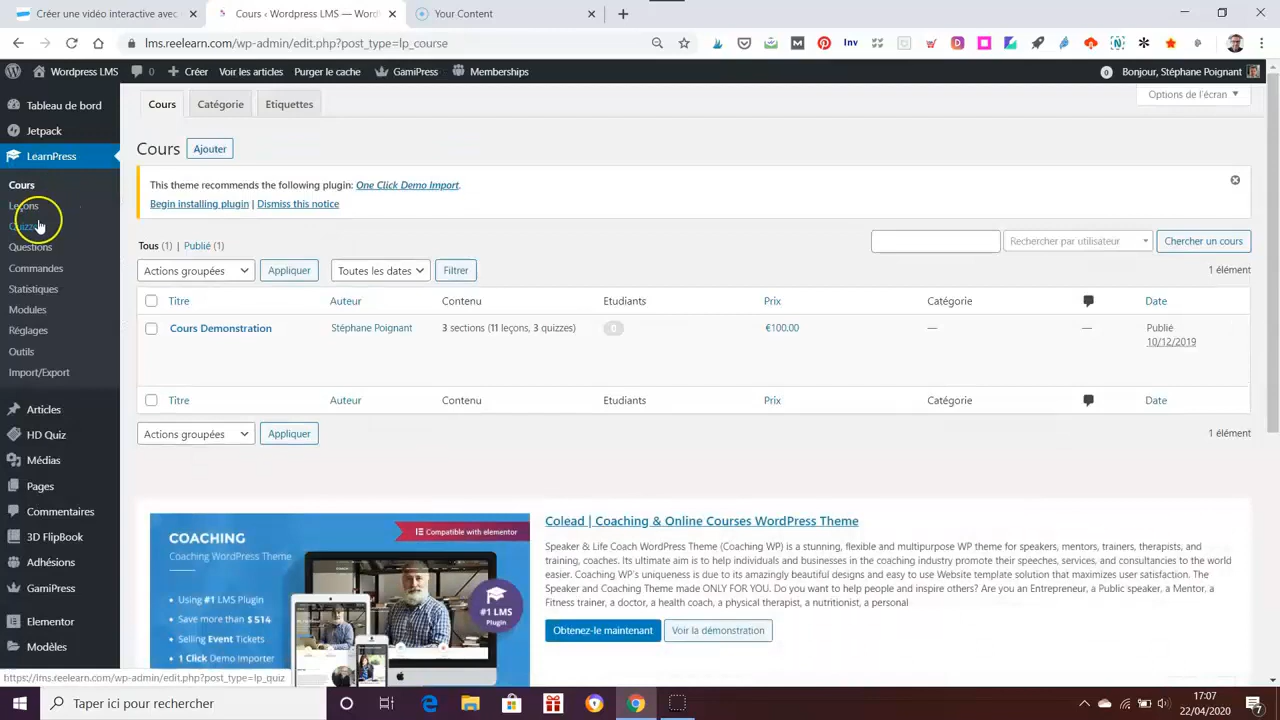 Créer une vidéo interactive avec
Cours ‹ Wordpress LMS — Word
Your Content
lms.reelearn.com/wp-admin/edit.php?post_type=lp_course
Inv
Wordpress LMS 0 Créer Voir les articles Purger le cache GamiPress Memberships 0 Bonjour, Stéphane Poignant
Tableau de bord
Jetpack
LearnPress
Cours
Leçons
Quizzes
Questions
Commandes
Statistiques
Modules
Réglages
Outils
Import/Export
Articles
HD Quiz
Médias
Pages
Commentaires
3D FlipBook
Adhésions
GamiPress
Elementor
Modèles
Cours Catégorie Etiquettes
Options de l'écran
Cours Ajouter
This theme recommends the following plugin: One Click Demo Import.
Begin installing plugin | Dismiss this notice
Tous (1) | Publié (1)
Rechercher par utilisateur Chercher un cours
Actions groupées Appliquer Toutes les dates Filtrer
1 élément
Titre Auteur Contenu Etudiants Prix Catégorie Date
Cours Demonstration Stéphane Poignant 3 sections (11 leçons, 3 quizzes) 0 €100.00 — — Publié
10/12/2019
Titre Auteur Contenu Etudiants Prix Catégorie Date
Actions groupées Appliquer
1 élément
COACHING
WordPress Theme
Compatible with elementor
• Using #1 LMS Plugin
• Save more than $ 514
• Selling Event Tickets
• 1 Click Demo Importer
#1 LMS
Plugin
Colead | Coaching & Online Courses WordPress Theme
Speaker & Life Coach WordPress Theme (Coaching WP) is a stunning, flexible and multipurpose WP theme for speakers, mentors, trainers, therapists, and
training, coaches. Its ultimate aim is to help individuals and businesses in the coaching industry promote their speeches, services, and consultancies to the world
easier. Coaching WP's uniqueness is due to its amazingly beautiful designs and easy to use Website template solution that maximizes user satisfaction. The
Speaker and Coaching Theme made ONLY FOR YOU. Do you want to help people and inspire others? Are you an Entrepreneur, a Public speaker, a Mentor, a
Fitness trainer, a doctor, a health coach, a physical therapist, a nutritionist, a personal
Obtenez-le maintenant Voir la démonstration
https://lms.reelearn.com/wp-admin/edit.php?post_type=lp_quiz
Taper ici pour rechercher
17:07
22/04/2020
7